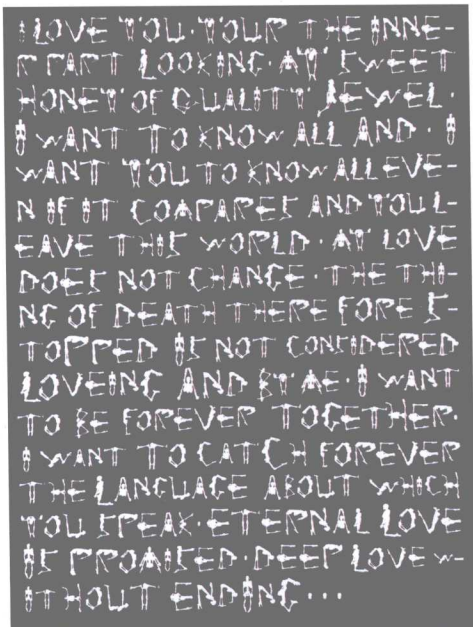 I LOVE YOU. YOUR THE INNE-
R PART LOOKING. MY SWEET
HONEY OF QUALITY JEWEL.
I WANT TO KNOW ALL AND. I
WANT YOU TO KNOW ALL EVE-
N IF IT COMPARES AND YOU L-
EAVE THIS WORLD. MY LOVE
DOES NOT CHANGE. THE THI-
NG OF DEATH THERE FORE S-
TOPPED IS NOT CONSIDERED
LOVEING AND BY ME. I WANT
TO BE FOREVER TOGETHER.
I WANT TO CATCH FOREVER
THE LANGUAGE ABOUT WHICH
YOU SPEAK. ETERNAL LOVE
IS PROMISED. DEEP LOVE W-
ITHOUT ENDING...